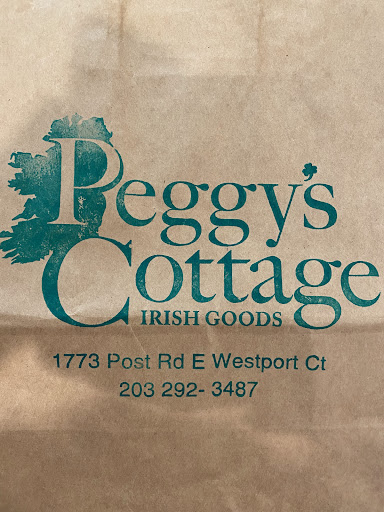 Peggy's
Cottage
IRISH GOODS
1773 Post Rd E Westport Ct
203 292- 3487